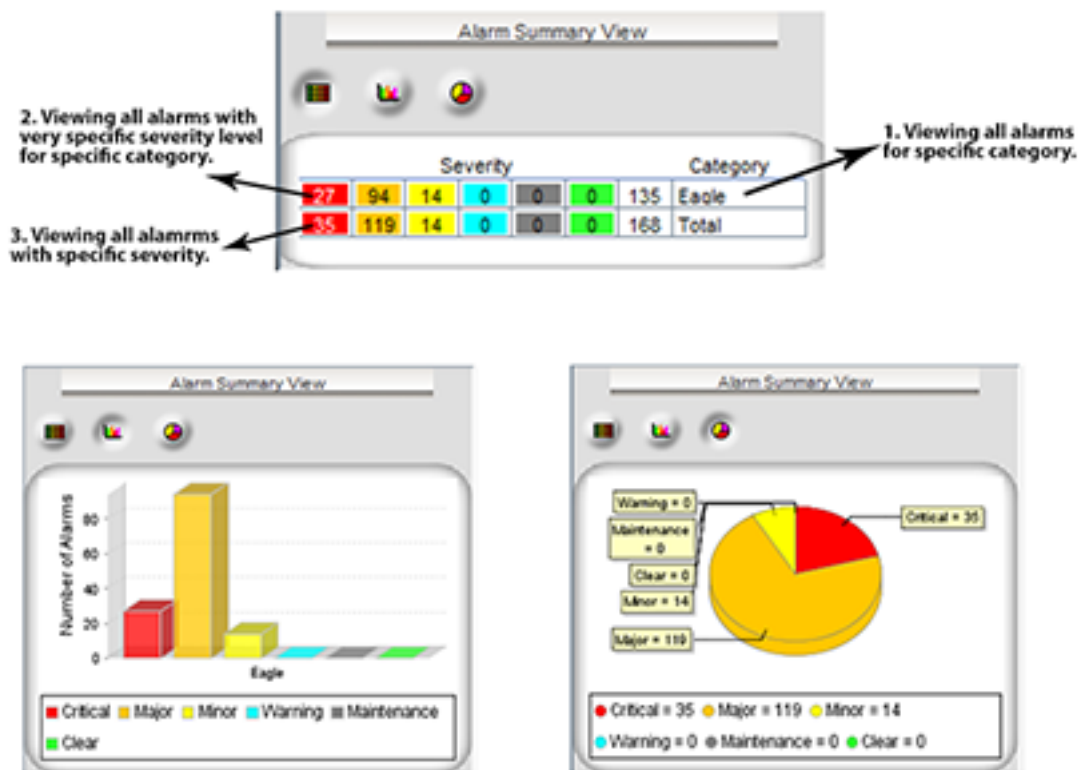 Alarm Summary View
2. Viewing all alarms with
very specific severity level
for specific category.
1. Viewing all alarms
for specific category.
Severity Category
27 94 14 0 0 0 135 Eagle
35 119 14 0 0 0 168 Total
3. Viewing all alamrms
with specific severity.
Alarm Summary View
Number of Alarms
80
60
40
20
0
Eagle
Critical Major Minor Warning Maintenance
Clear
Alarm Summary View
Warning = 0
Critical = 35
Maintenance
= 0
Clear = 0
Minor = 14
Major = 119
Critical = 35 Major = 119 Minor = 14
Warning = 0 Maintenance = 0 Clear = 0